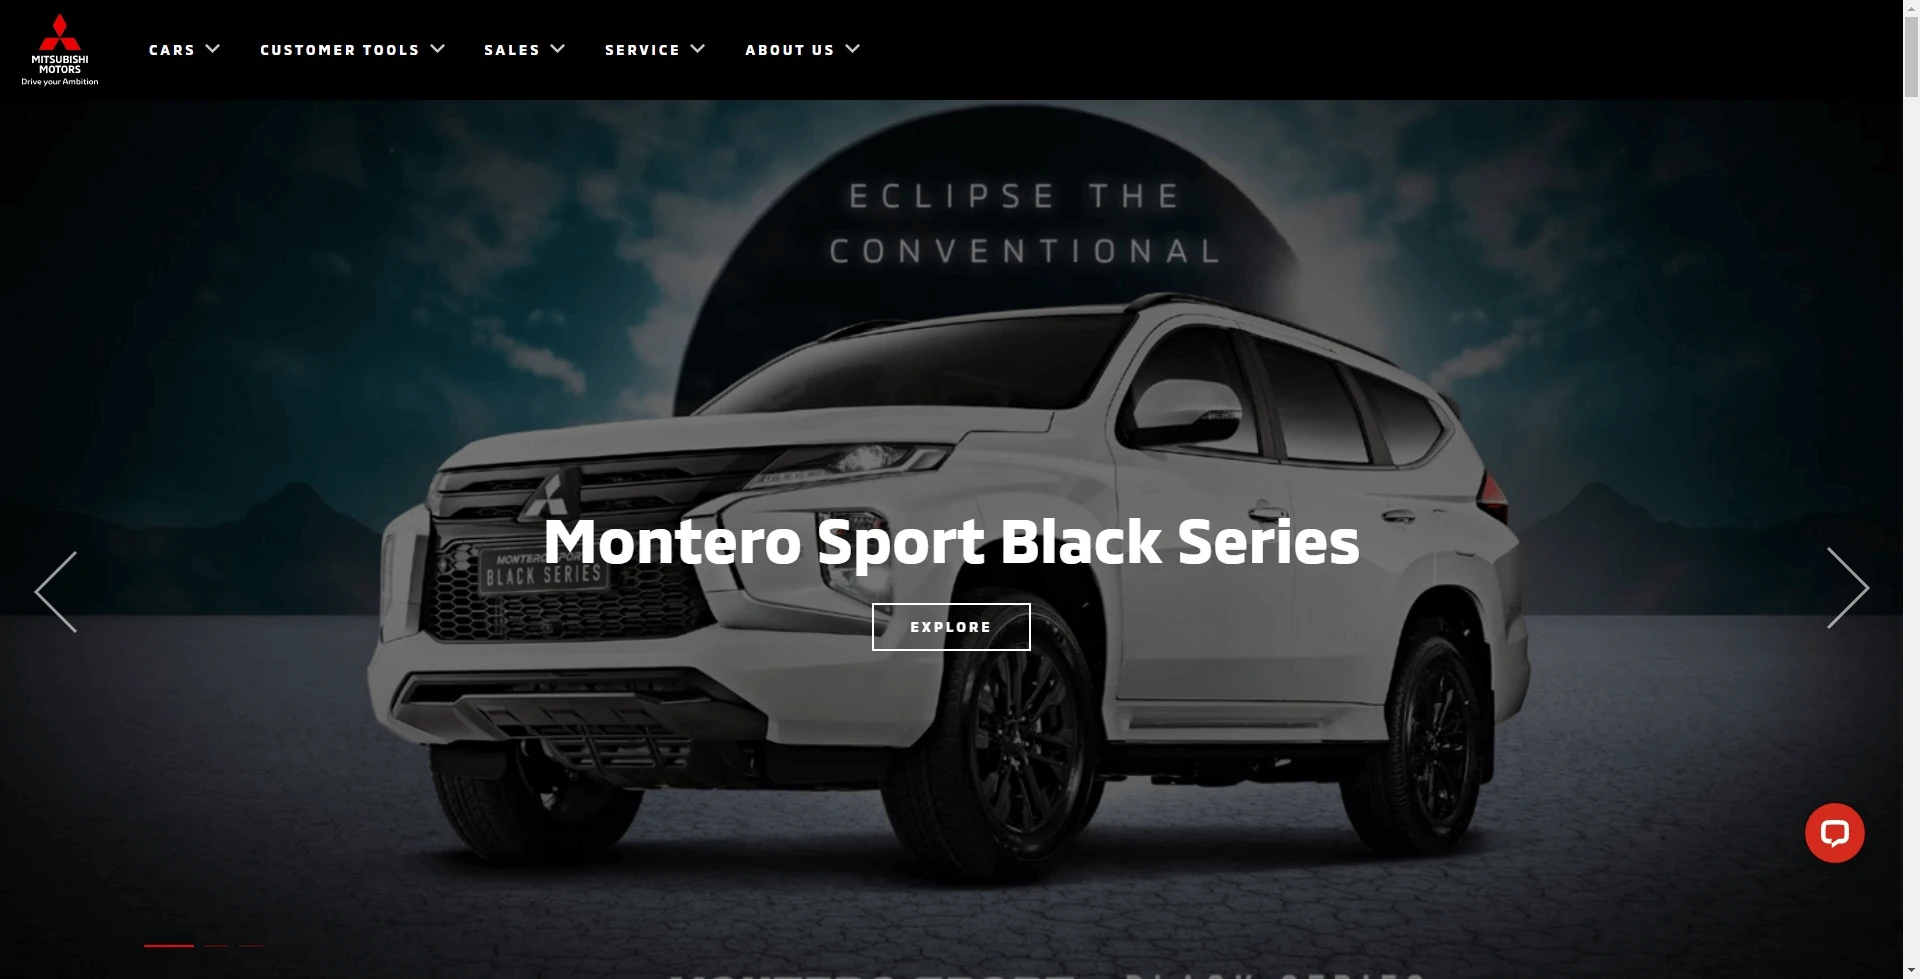 MITSUBISHI
MOTORS
Drive your Ambition
CARS
CUSTOMER TOOLS
SALES
SERVICE
ABOUT US
ECLIPSE THE
CONVENTIONAL
Montero Sport Black Series
MONTERO SPORT
BLACK SERIES
EXPLORE